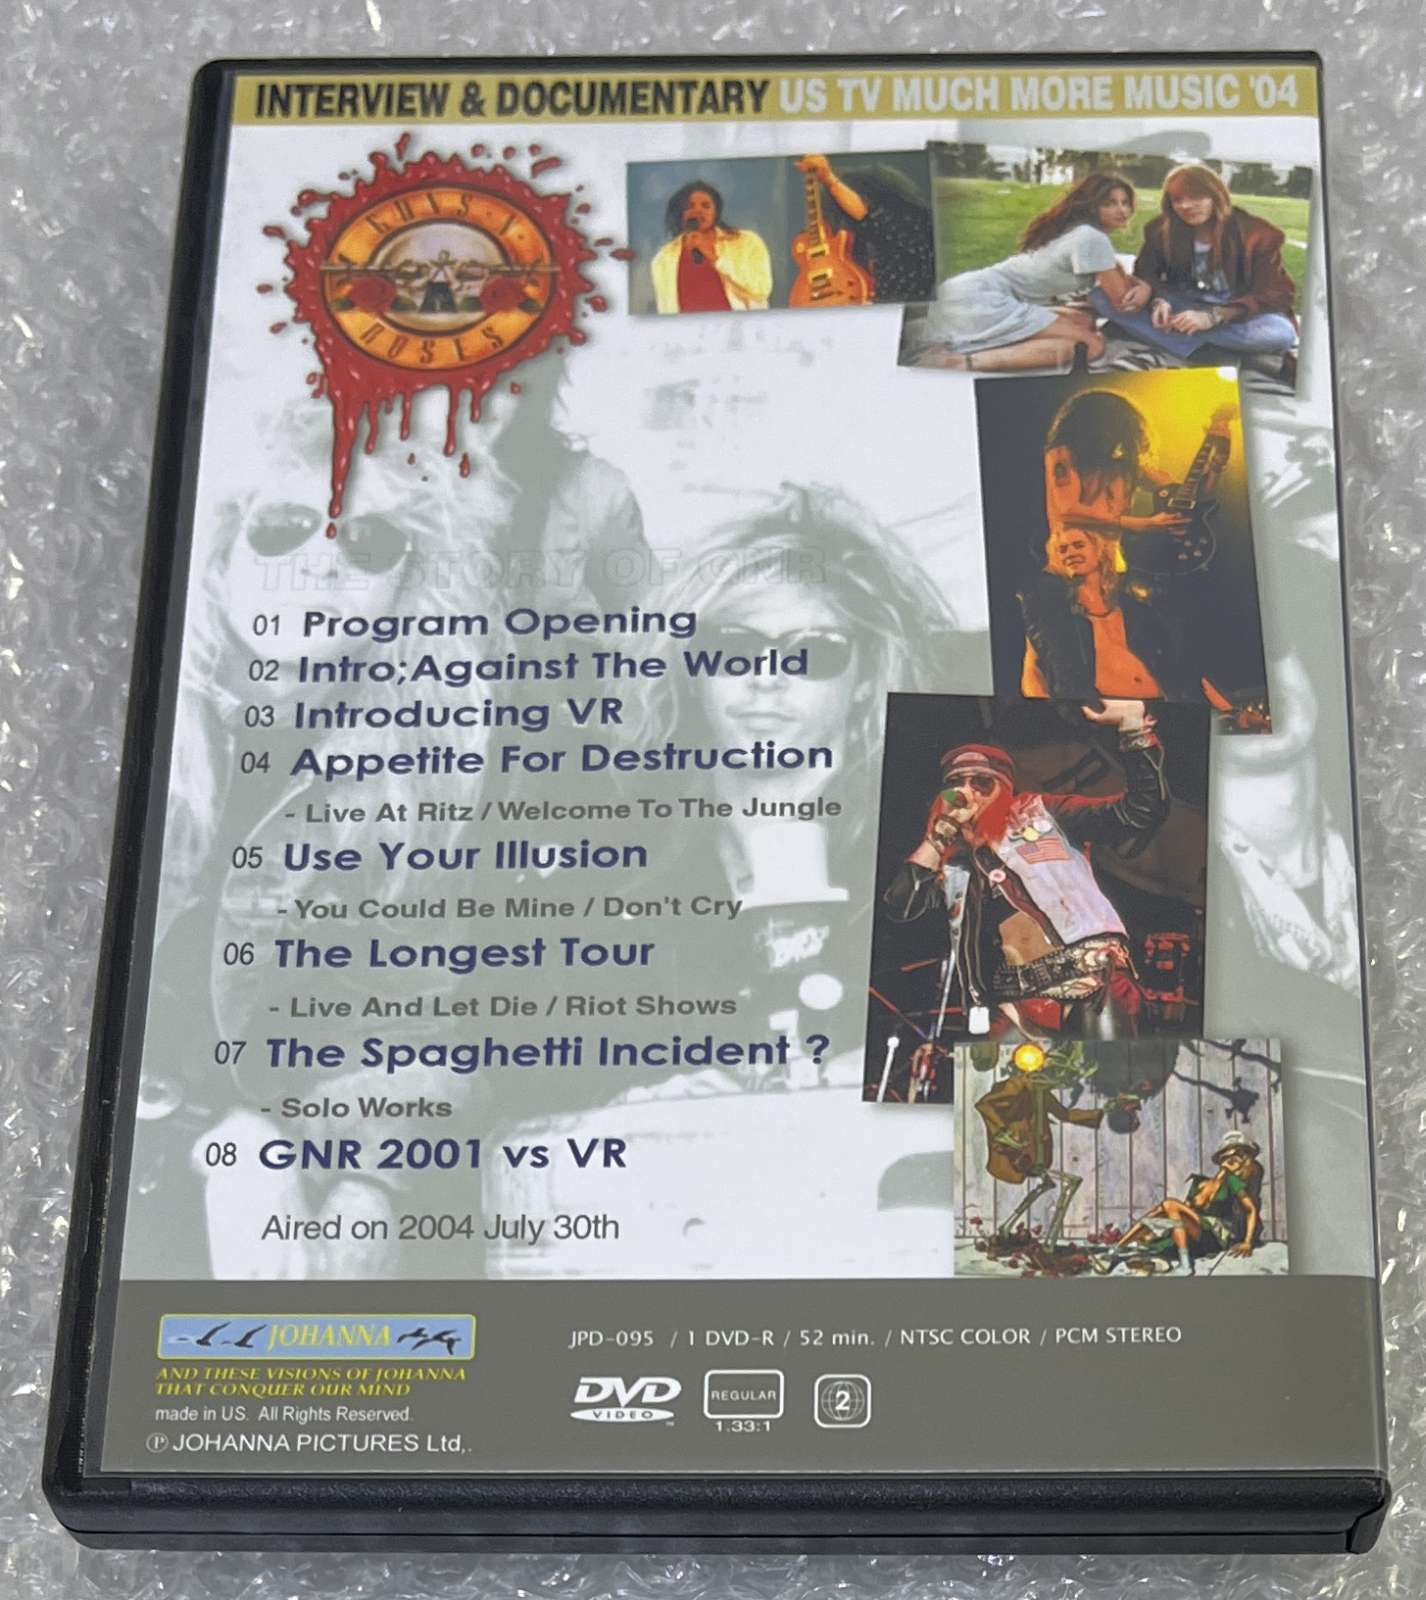 INTERVIEW & DOCUMENTARY US TV MUCH MORE MUSIC '04
GUNS N'
ROSES
THE STORY OF GNR
01 Program Opening
02 Intro;Against The World
03 Introducing VR
04 Appetite For Destruction
- Live At Ritz / Welcome To The Jungle
05 Use Your Illusion
- You Could Be Mine / Don't Cry
06 The Longest Tour
- Live And Let Die / Riot Shows
07 The Spaghetti Incident ?
- Solo Works
08 GNR 2001 vs VR
Aired on 2004 July 30th
JOHANNA
AND THESE VISIONS OF JOHANNA
THAT CONQUER OUR MIND
made in US. All Rights Reserved.
Ⓟ JOHANNA PICTURES Ltd,.
JPD-095 / 1 DVD-R / 52 min. / NTSC COLOR / PCM STEREO
DVD
VIDEO
REGULAR
1.33:1
2